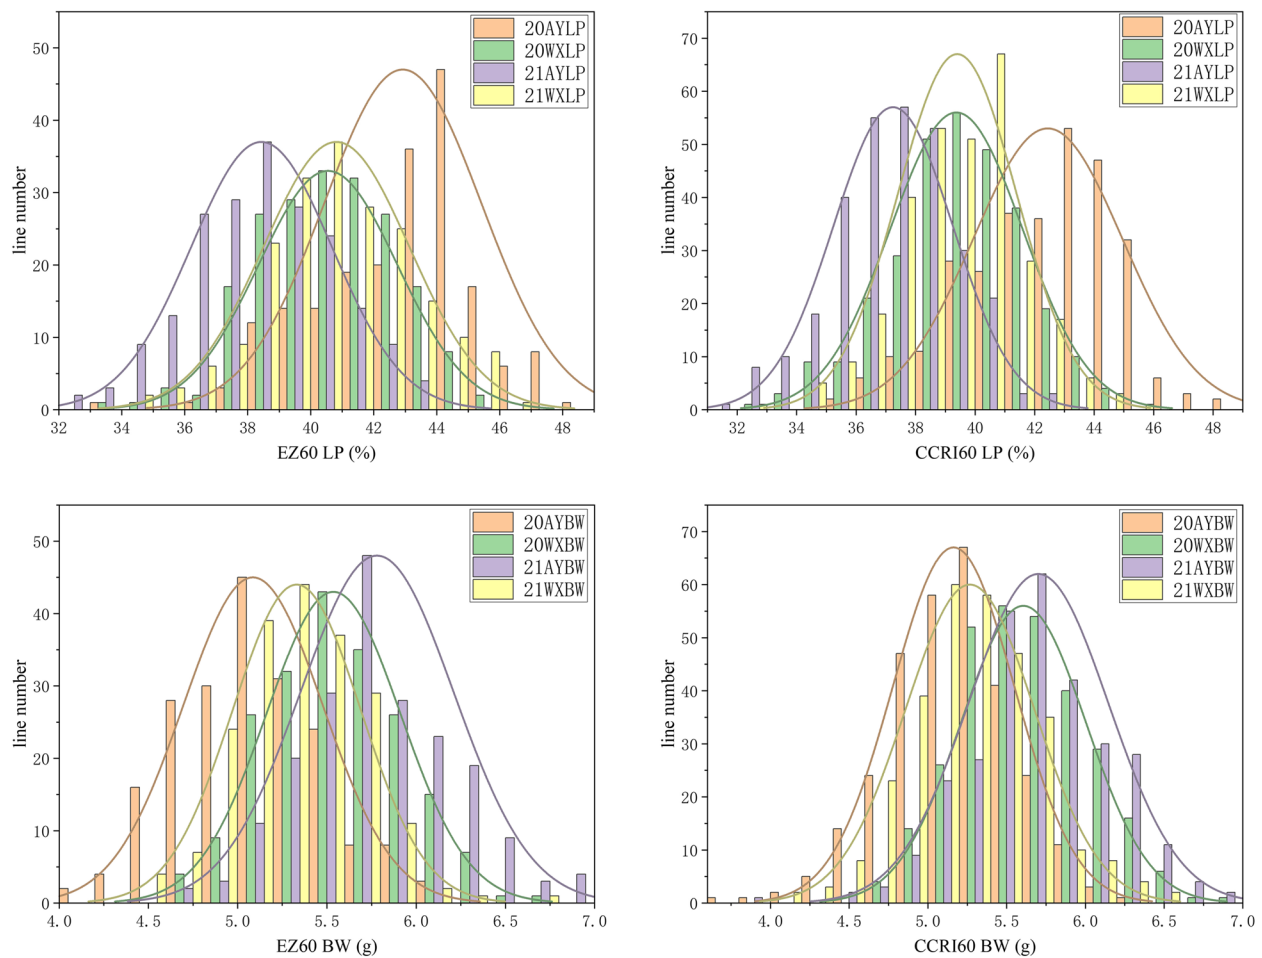 20AYLP
20WXLP
21AYLP
21WXLP
50
40
30
20
10
0
line number
32 34 36 38 40 42 44 46 48
EZ60 LP (%)
20AYLP
20WXLP
21AYLP
21WXLP
70
60
50
40
30
20
10
0
line number
32 34 36 38 40 42 44 46 48
CCRI60 LP (%)
20AYBW
20WXBW
21AYBW
21WXBW
50
40
30
20
10
0
line number
4.0 4.5 5.0 5.5 6.0 6.5 7.0
EZ60 BW (g)
20AYBW
20WXBW
21AYBW
21WXBW
70
60
50
40
30
20
10
0
line number
4.0 4.5 5.0 5.5 6.0 6.5 7.0
CCRI60 BW (g)